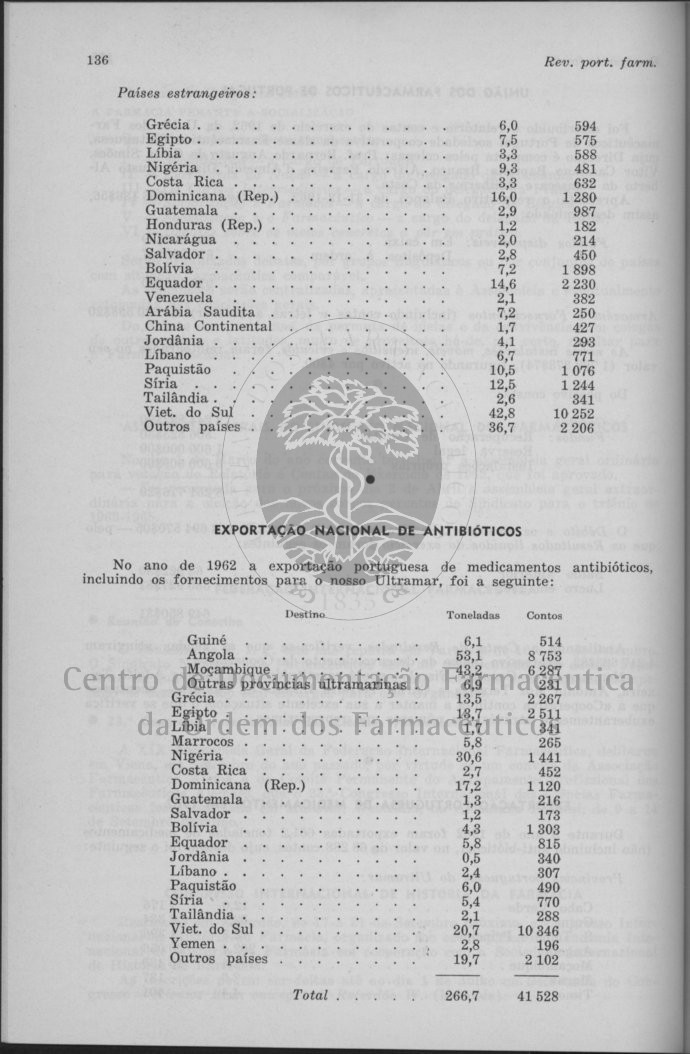 136 Rev. port. farm.
Países estrangeiros:
Grécia . . . . . . . . . . . . . 6,0 594
Egipto . . . . . . . . . . . . . 7,5 575
Líbia . . . . . . . . . . . . . 3,3 588
Nigéria . . . . . . . . . . . . . 9,3 481
Costa Rica . . . . . . . . . . . 3,3 632
Dominicana (Rep.) . . . . . . . . 16,0 1 280
Guatemala . . . . . . . . . . . . 2,9 987
Honduras (Rep.) . . . . . . . . . 1,2 182
Nicarágua . . . . . . . . . . . . 2,0 214
Salvador . . . . . . . . . . . . 2,8 450
Bolívia . . . . . . . . . . . . . 7,2 1 898
Equador . . . . . . . . . . . . . 14,6 2 230
Venezuela . . . . . . . . . . . . 2,1 382
Arábia Saudita . . . . . . . . . 7,2 250
China Continental . . . . . . . . 1,7 427
Jordânia . . . . . . . . . . . . 4,1 293
Líbano . . . . . . . . . . . . . 6,7 771
Paquistão . . . . . . . . . . . . 10,5 1 076
Síria . . . . . . . . . . . . . . 12,5 1 244
Tailândia . . . . . . . . . . . . 2,6 341
Viet. do Sul . . . . . . . . . . 42,8 10 252
Outros países . . . . . . . . . . 36,7 2 206
EXPORTAÇÃO NACIONAL DE ANTIBIÓTICOS
No ano de 1962 a exportação portuguesa de medicamentos antibióticos,
incluindo os fornecimentos para o nosso Ultramar, foi a seguinte:
1835
Destino Toneladas Contos
Guiné . . . . . . . . . . 6,1 514
Angola . . . . . . . . . . 53,1 8 753
Moçambique . . . . . . . . 43,2 6 287
Centro de Documentação Farmacêutica
Outras províncias ultramarinas . 6,9 231
Grécia . . . . . . . . . . . 13,5 2 267
Egipto . . . . . . . . . . . 18,7 2 511
da Ordem dos Farmacêuticos
Líbia . . . . . . . . . . . 1,7 341
Marrocos . . . . . . . . . . 5,8 265
Nigéria . . . . . . . . . . 30,6 1 441
Costa Rica . . . . . . . . . 2,7 452
Dominicana (Rep.) . . . . . . 17,2 1 120
Guatemala . . . . . . . . . . 1,3 216
Salvador . . . . . . . . . . 1,2 173
Bolívia . . . . . . . . . . 4,3 1 303
Equador . . . . . . . . . . 5,8 815
Jordânia . . . . . . . . . . 0,5 340
Líbano . . . . . . . . . . . 2,4 307
Paquistão . . . . . . . . . . 6,0 490
Síria . . . . . . . . . . . 5,4 770
Tailândia . . . . . . . . . . 2,1 288
Viet. do Sul . . . . . . . . 20,7 10 346
Yemen . . . . . . . . . . . 2,8 196
Outros países . . . . . . . . 19,7 2 102
Total . . . . . 266,7 41 528